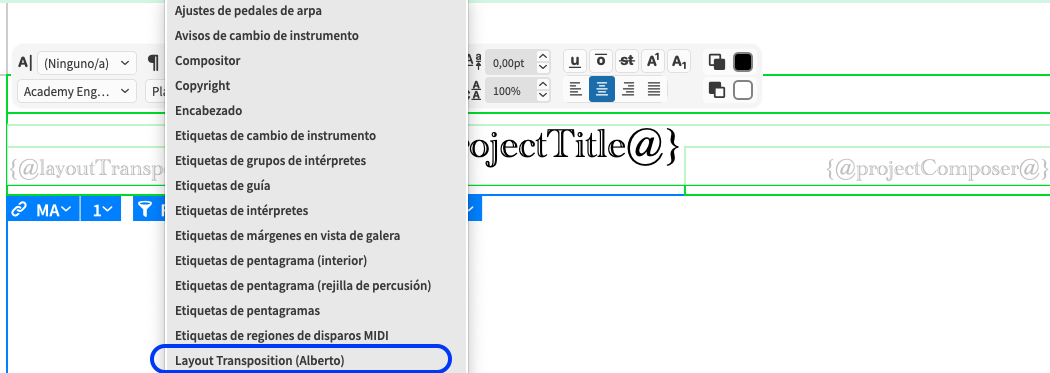 Ajustes de pedales de arpa
Avisos de cambio de instrumento
Compositor
Copyright
Encabezado
Etiquetas de cambio de instrumento
Etiquetas de grupos de intérpretes
Etiquetas de guía
Etiquetas de intérpretes
Etiquetas de márgenes en vista de galera
Etiquetas de pentagrama (interior)
Etiquetas de pentagrama (rejilla de percusión)
Etiquetas de pentagramas
Etiquetas de regiones de disparos MIDI
Layout Transposition (Alberto)
A| (Ninguno/a) ¶
Academy Eng... Pla
0,00pt u o st A¹ A₁
100%
ojectTitle@}
{@layoutTransp
{@projectComposer@}
MA 1